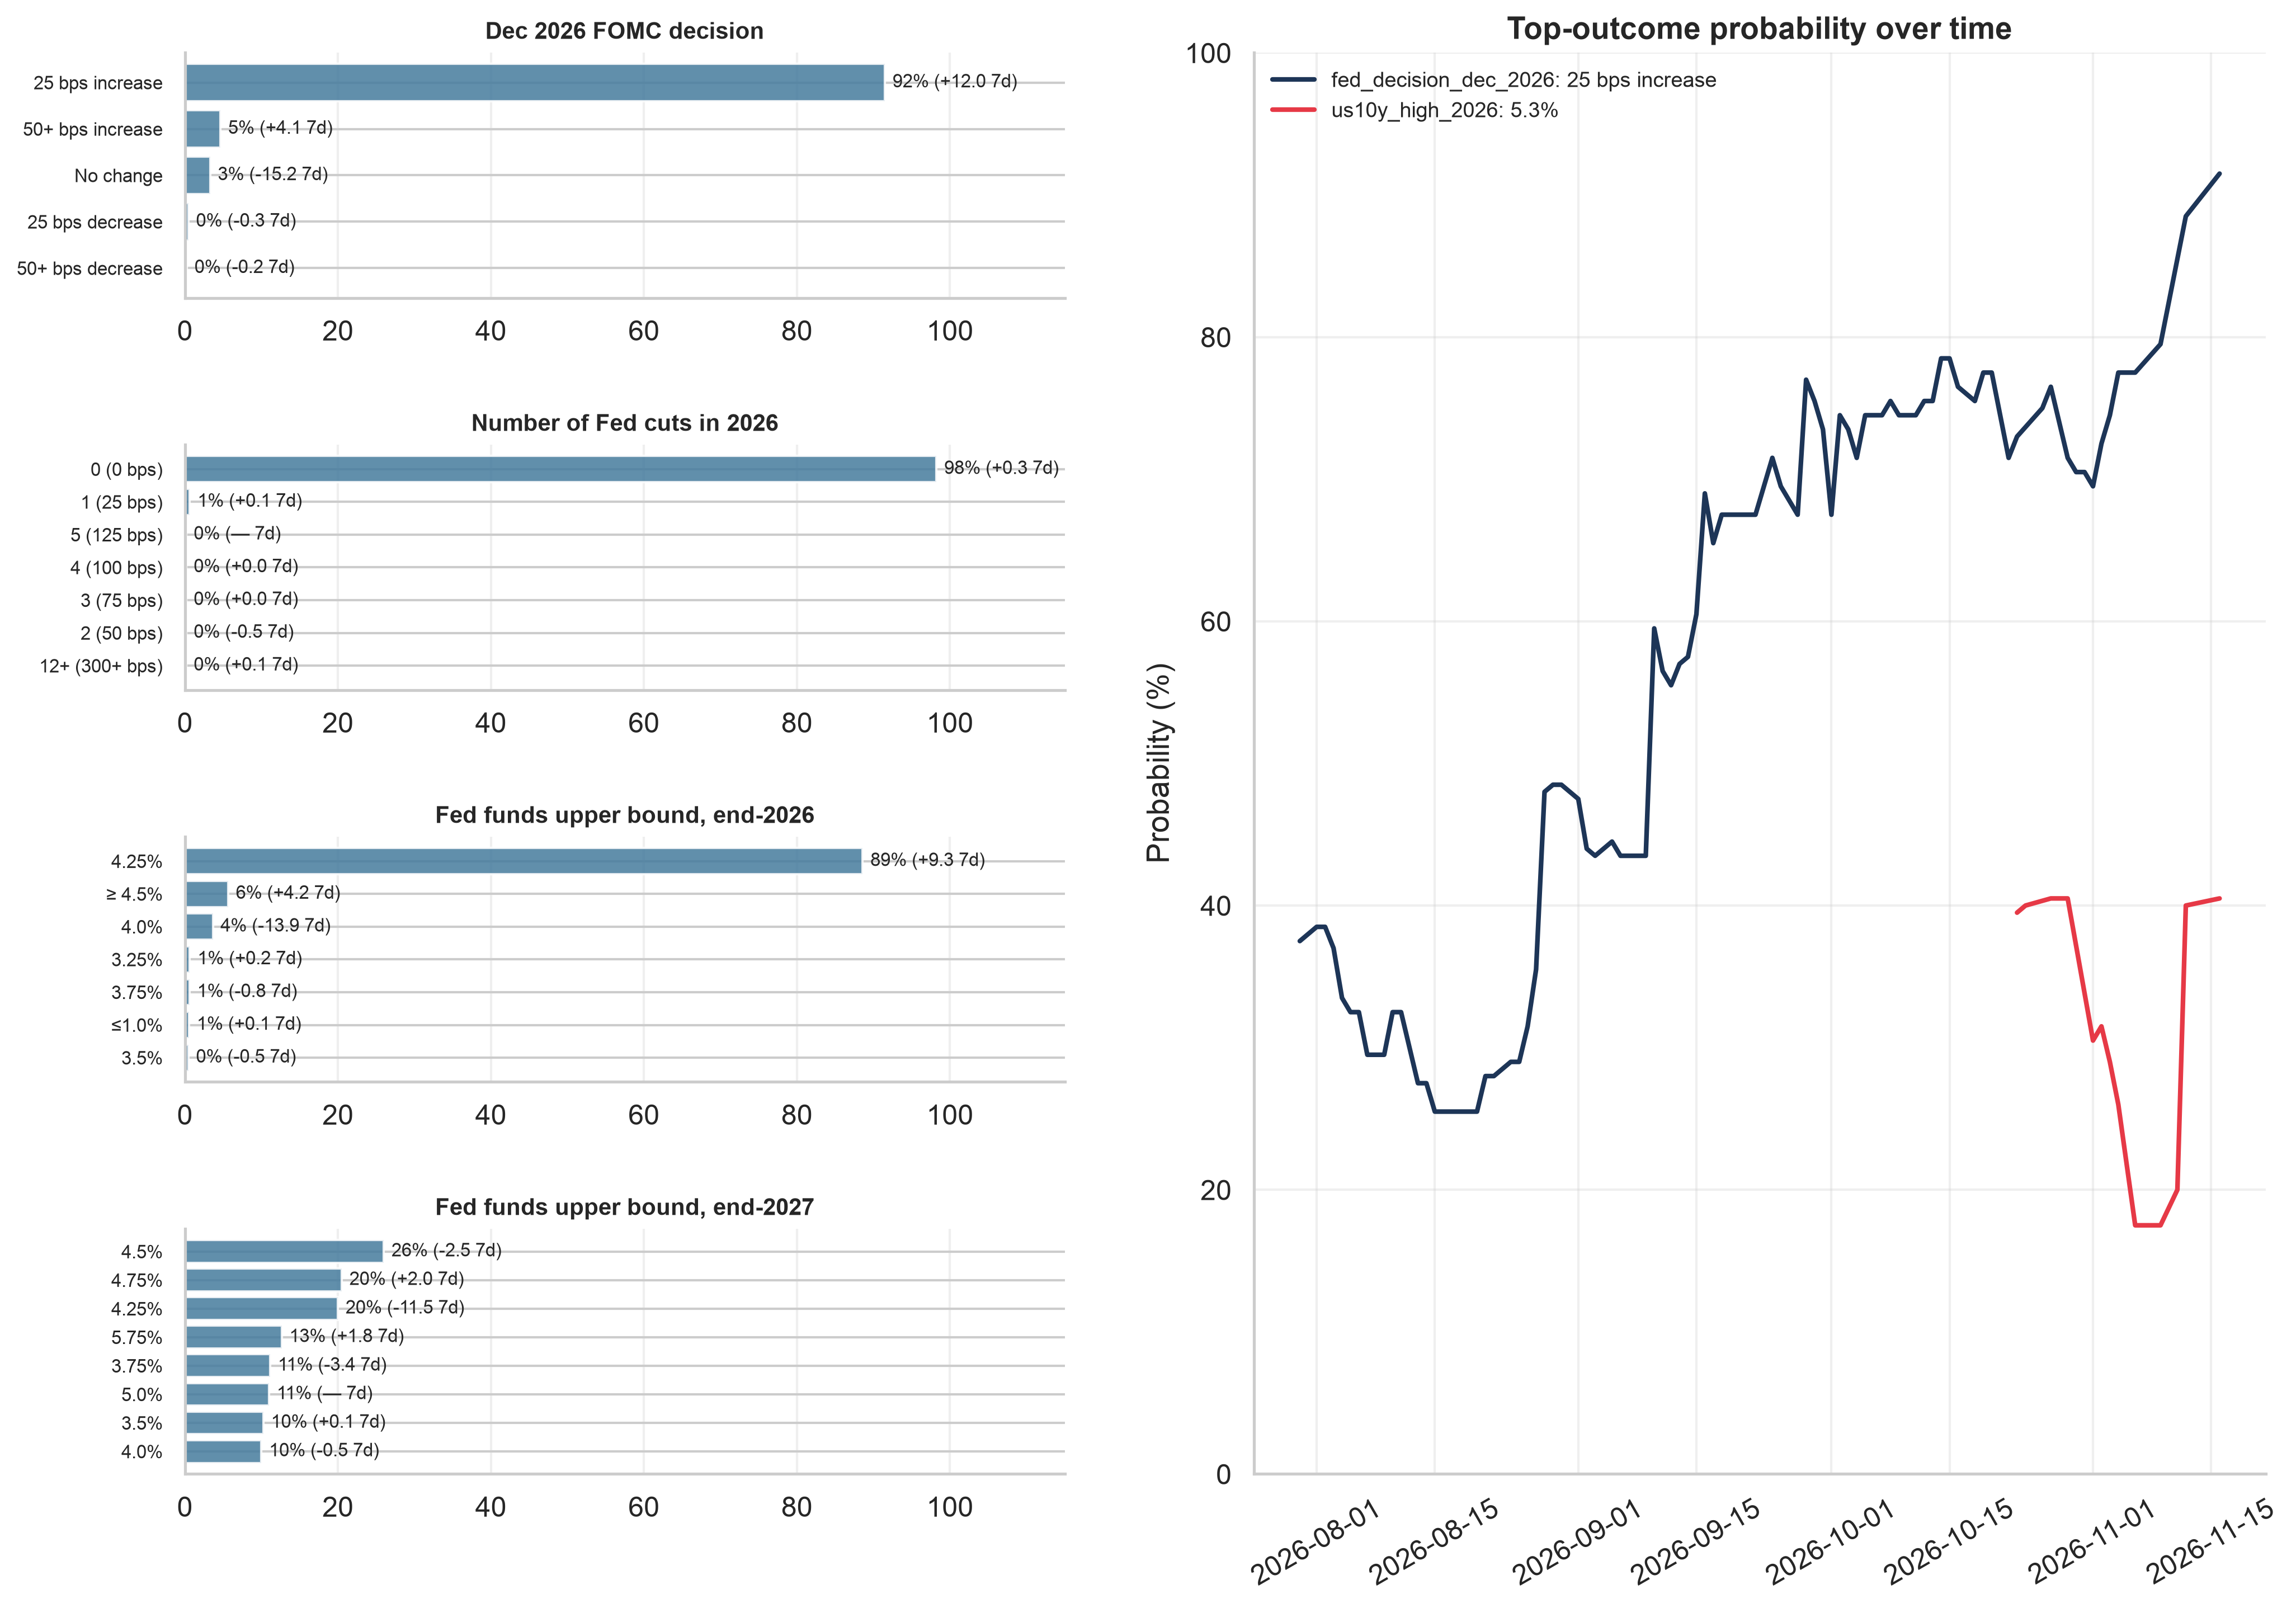 Dec 2026 FOMC decision
25 bps increase 92% (+12.0 7d)
50+ bps increase 5% (+4.1 7d)
No change 3% (-15.2 7d)
25 bps decrease 0% (-0.3 7d)
50+ bps decrease 0% (-0.2 7d)
0 20 40 60 80 100
Number of Fed cuts in 2026
0 (0 bps) 98% (+0.3 7d)
1 (25 bps) 1% (+0.1 7d)
5 (125 bps) 0% (— 7d)
4 (100 bps) 0% (+0.0 7d)
3 (75 bps) 0% (+0.0 7d)
2 (50 bps) 0% (-0.5 7d)
12+ (300+ bps) 0% (+0.1 7d)
0 20 40 60 80 100
Fed funds upper bound, end-2026
4.25% 89% (+9.3 7d)
≥ 4.5% 6% (+4.2 7d)
4.0% 4% (-13.9 7d)
3.25% 1% (+0.2 7d)
3.75% 1% (-0.8 7d)
≤1.0% 1% (+0.1 7d)
3.5% 0% (-0.5 7d)
0 20 40 60 80 100
Fed funds upper bound, end-2027
4.5% 26% (-2.5 7d)
4.75% 20% (+2.0 7d)
4.25% 20% (-11.5 7d)
5.75% 13% (+1.8 7d)
3.75% 11% (-3.4 7d)
5.0% 11% (— 7d)
3.5% 10% (+0.1 7d)
4.0% 10% (-0.5 7d)
0 20 40 60 80 100
Top-outcome probability over time
fed_decision_dec_2026: 25 bps increase
us10y_high_2026: 5.3%
Probability (%)
100
80
60
40
20
0
2026-08-01 2026-08-15 2026-09-01 2026-09-15 2026-10-01 2026-10-15 2026-11-01 2026-11-15